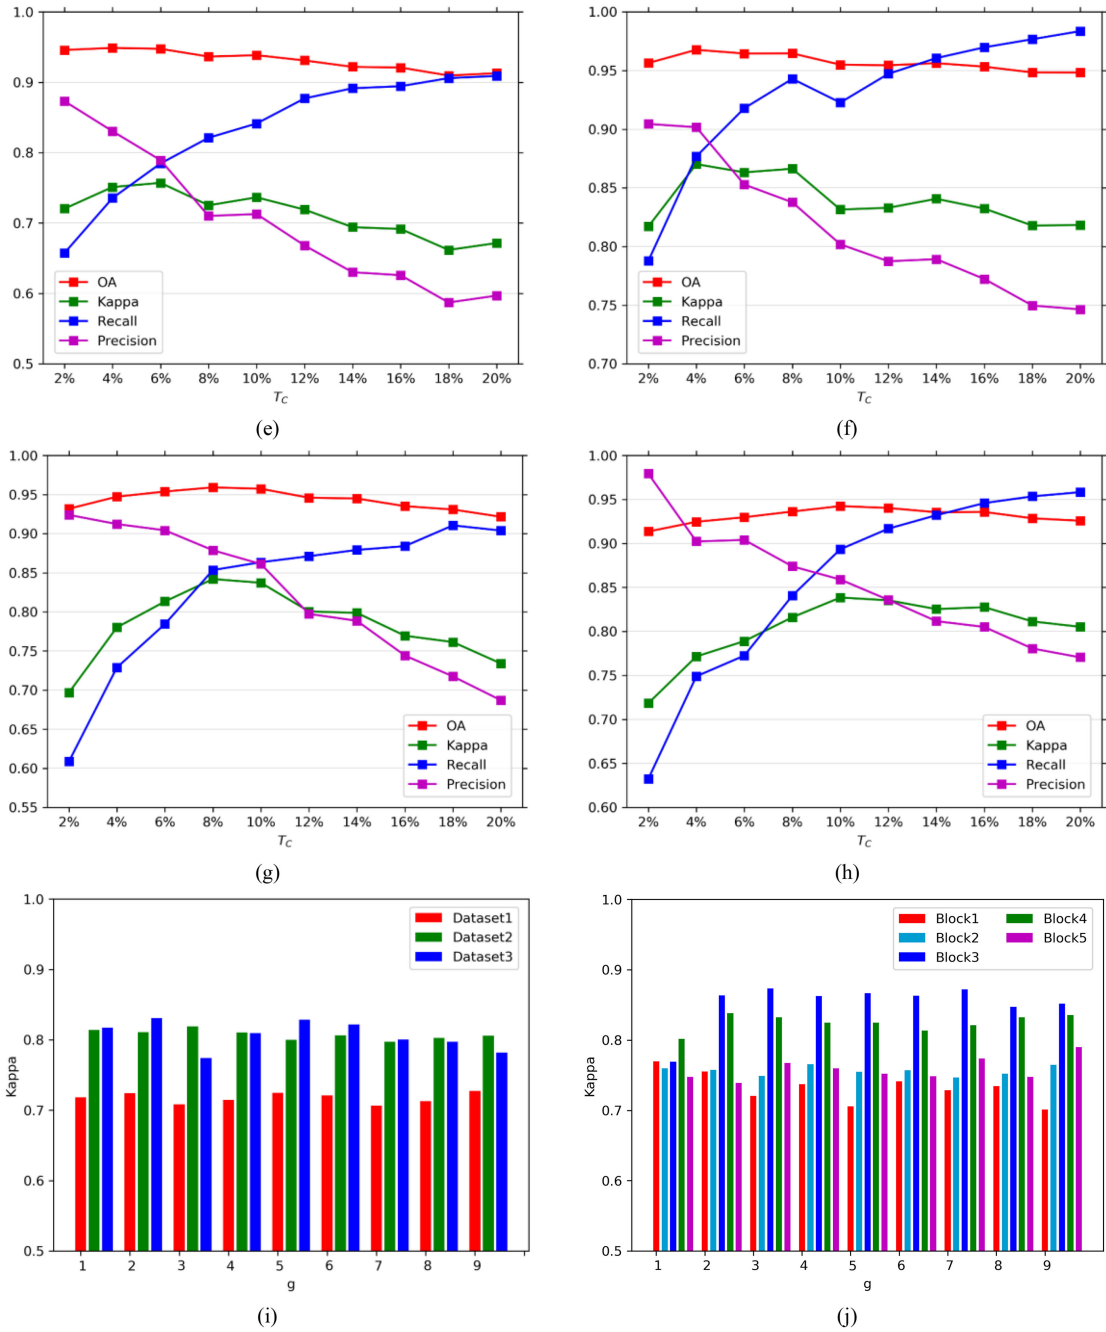 1.0
0.9
0.8
0.7
0.6
0.5
OA
Kappa
Recall
Precision
2% 4% 6% 8% 10% 12% 14% 16% 18% 20%
T_C
(e)
1.00
0.95
0.90
0.85
0.80
0.75
0.70
OA
Kappa
Recall
Precision
2% 4% 6% 8% 10% 12% 14% 16% 18% 20%
T_C
(f)
1.00
0.95
0.90
0.85
0.80
0.75
0.70
0.65
0.60
0.55
OA
Kappa
Recall
Precision
2% 4% 6% 8% 10% 12% 14% 16% 18% 20%
T_C
(g)
1.00
0.95
0.90
0.85
0.80
0.75
0.70
0.65
0.60
OA
Kappa
Recall
Precision
2% 4% 6% 8% 10% 12% 14% 16% 18% 20%
T_C
(h)
Kappa
1.0
0.9
0.8
0.7
0.6
0.5
Dataset1
Dataset2
Dataset3
1 2 3 4 5 6 7 8 9
g
(i)
Kappa
1.0
0.9
0.8
0.7
0.6
0.5
Block1 Block4
Block2 Block5
Block3
1 2 3 4 5 6 7 8 9
g
(j)